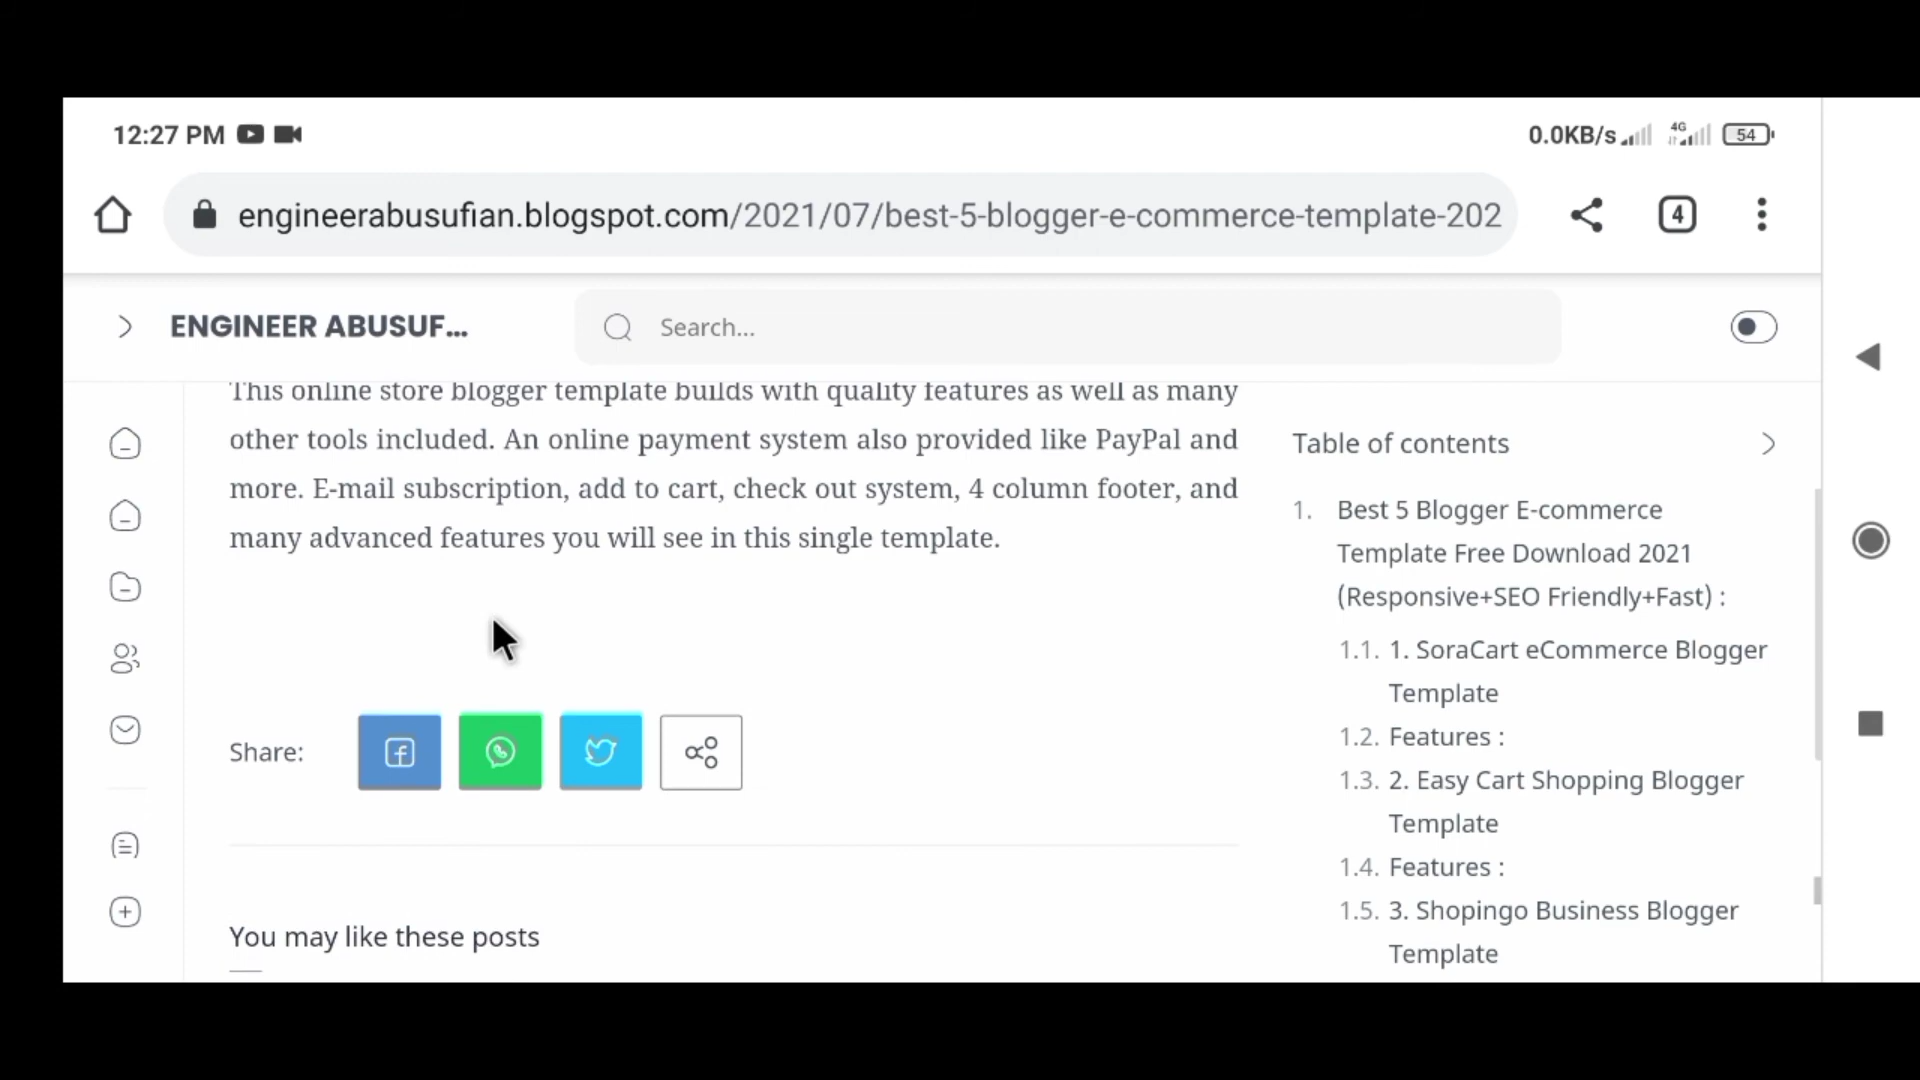 12:27 PM
0.0KB/s 4G 54
engineerabusufian.blogspot.com/2021/07/best-5-blogger-e-commerce-template-202
4
ENGINEER ABUSUF...
Search...
This online store blogger template builds with quality features as well as many
other tools included. An online payment system also provided like PayPal and
more. E-mail subscription, add to cart, check out system, 4 column footer, and
many advanced features you will see in this single template.
Share:
You may like these posts
Table of contents
1. Best 5 Blogger E-commerce
Template Free Download 2021
(Responsive+SEO Friendly+Fast) :
1.1. 1. SoraCart eCommerce Blogger
Template
1.2. Features :
1.3. 2. Easy Cart Shopping Blogger
Template
1.4. Features :
1.5. 3. Shopingo Business Blogger
Template